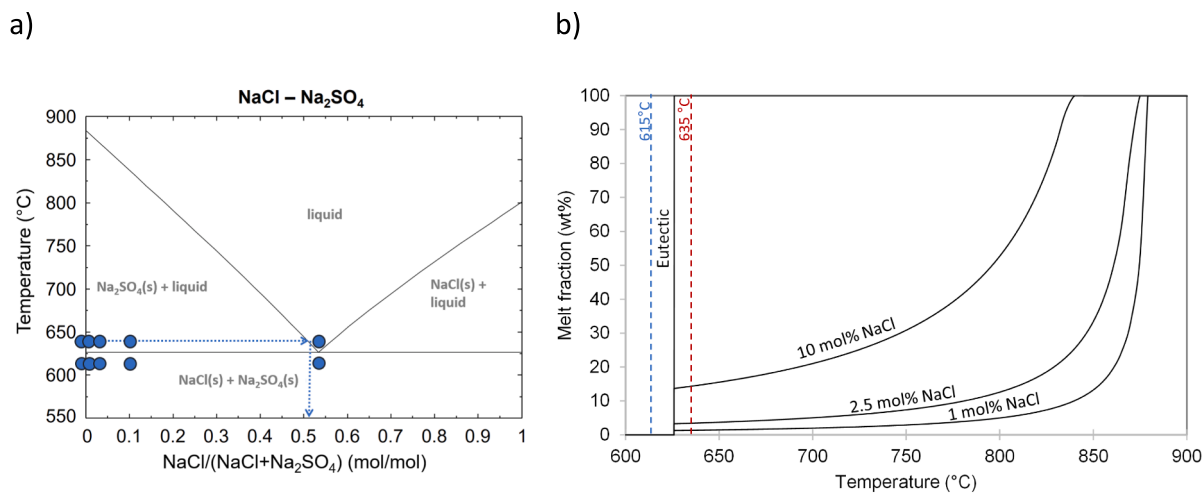 a)
NaCl – Na₂SO₄
900
850
800
750
700
650
600
550
Temperature (°C)
liquid
Na₂SO₄(s) + liquid
NaCl(s) +
liquid
NaCl(s) + Na₂SO₄(s)
0 0.1 0.2 0.3 0.4 0.5 0.6 0.7 0.8 0.9 1
NaCl/(NaCl+Na₂SO₄) (mol/mol)
b)
100
90
80
70
60
50
40
30
20
10
0
Melt fraction (wt%)
615°C
Eutectic
635 °C
10 mol% NaCl
2.5 mol% NaCl
1 mol% NaCl
600 650 700 750 800 850 900
Temperature (°C)